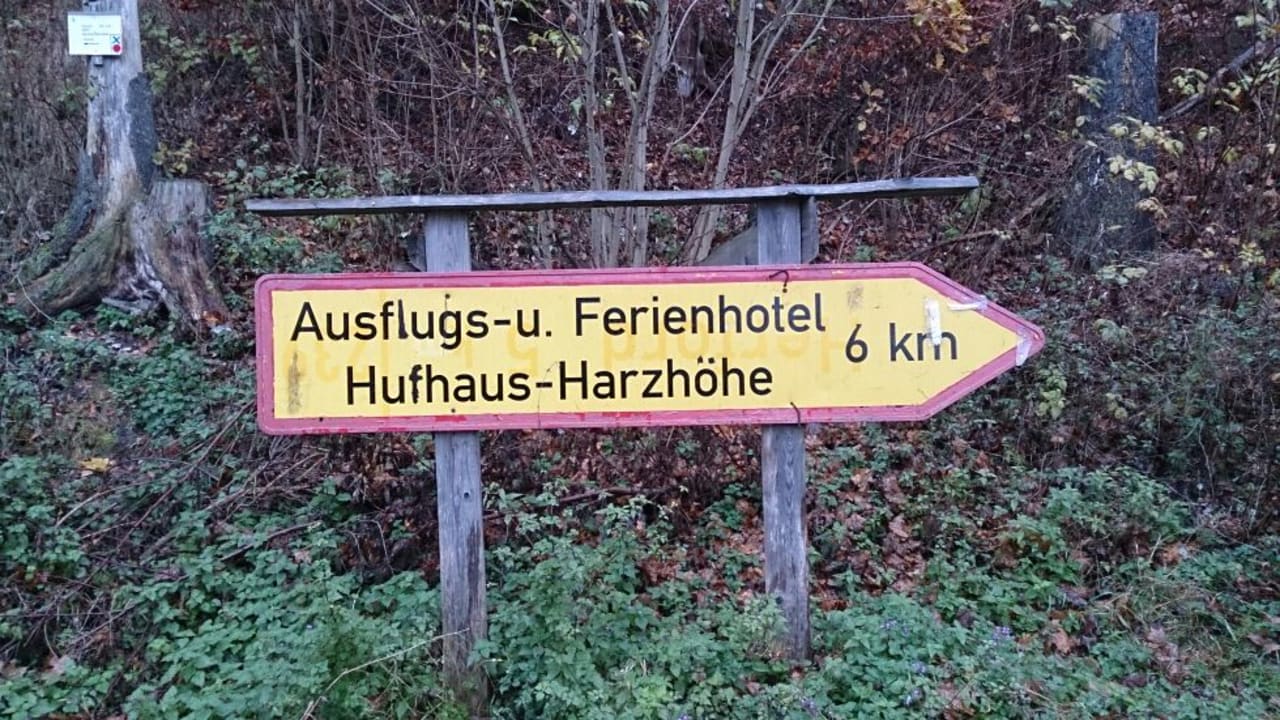 Ausflugs-u. Ferienhotel
Hufhaus-Harzhöhe
6 km